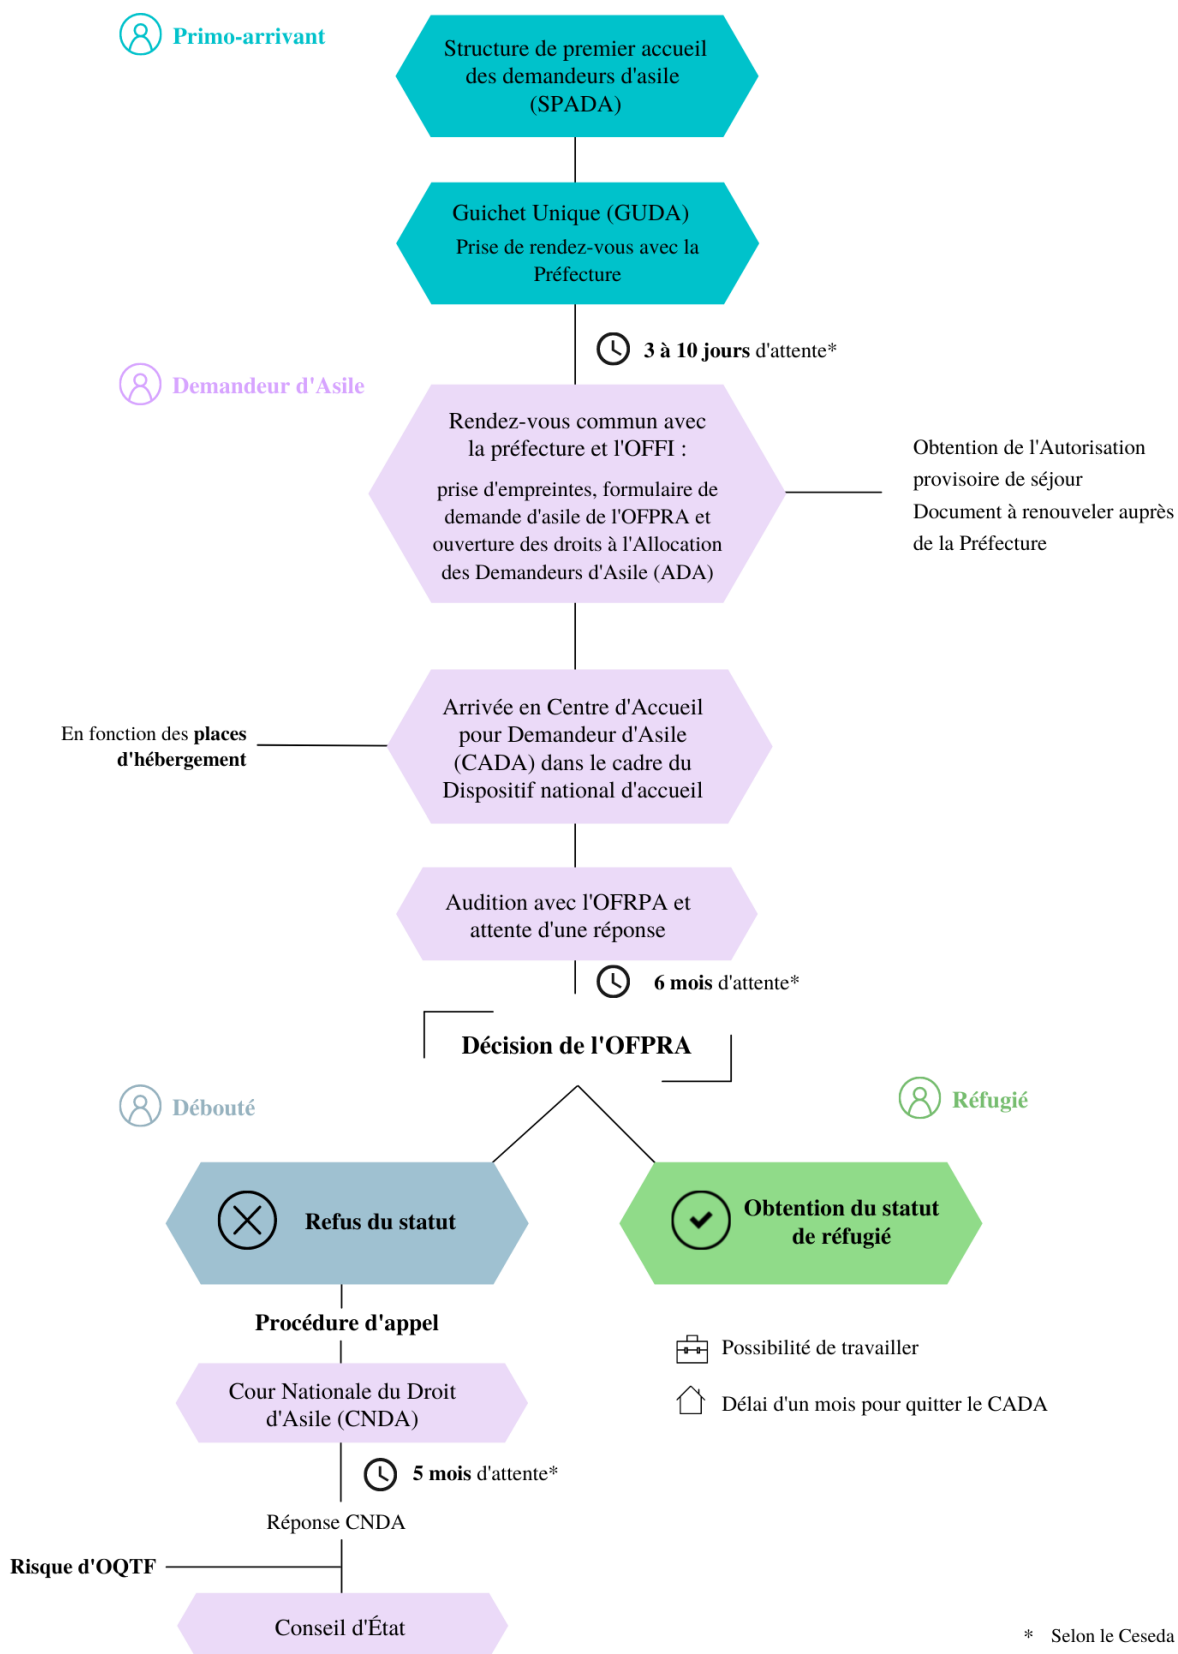 Primo-arrivant
Structure de premier accueil
des demandeurs d'asile
(SPADA)
Guichet Unique (GUDA)
Prise de rendez-vous avec la
Préfecture
3 à 10 jours d'attente*
Demandeur d'Asile
Rendez-vous commun avec
la préfecture et l'OFFI :
prise d'empreintes, formulaire de
demande d'asile de l'OFPRA et
ouverture des droits à l'Allocation
des Demandeurs d'Asile (ADA)
Obtention de l'Autorisation
provisoire de séjour
Document à renouveler auprès
de la Préfecture
Arrivée en Centre d'Accueil
pour Demandeur d'Asile
(CADA) dans le cadre du
Dispositif national d'accueil
En fonction des places
d'hébergement
Audition avec l'OFRPA et
attente d'une réponse
6 mois d'attente*
Décision de l'OFPRA
Débouté
Réfugié
Refus du statut
Obtention du statut
de réfugié
Procédure d'appel
Possibilité de travailler
Cour Nationale du Droit
d'Asile (CNDA)
Délai d'un mois pour quitter le CADA
5 mois d'attente*
Réponse CNDA
Risque d'OQTF
Conseil d'État
* Selon le Ceseda